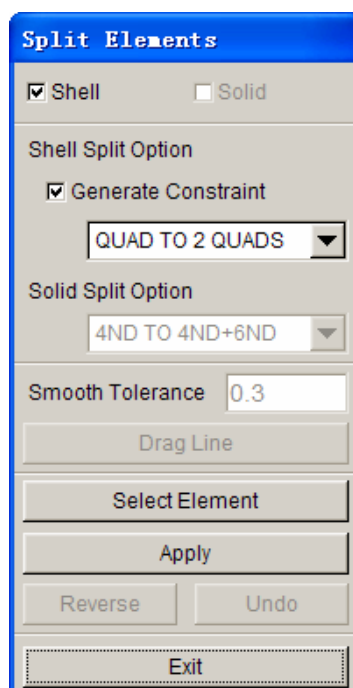 Split Elements
Shell Solid
Shell Split Option
Generate Constraint
QUAD TO 2 QUADS
Solid Split Option
4ND TO 4ND+6ND
Smooth Tolerance 0.3
Drag Line
Select Element
Apply
Reverse Undo
Exit